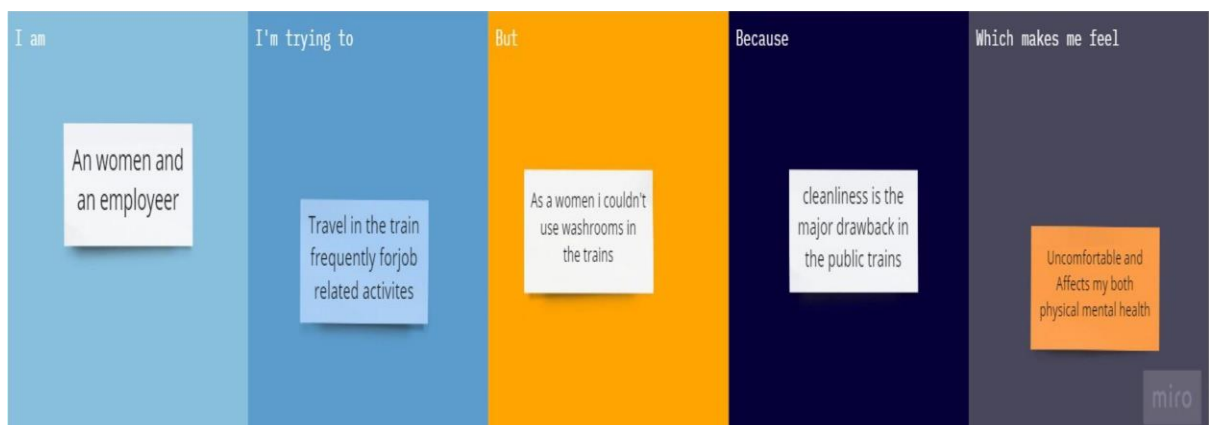 I am
An women and
an employeer
I'm trying to
Travel in the train
frequently forjob
related activites
But
As a women i couldn't
use washrooms in
the trains
Because
cleanliness is the
major drawback in
the public trains
Which makes me feel
Uncomfortable and
Affects my both
physical mental health
miro